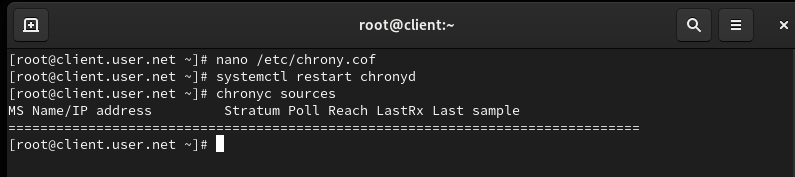 root@client:~
[root@client.user.net ~]# nano /etc/chrony.cof
[root@client.user.net ~]# systemctl restart chronyd
[root@client.user.net ~]# chronyc sources
MS Name/IP address         Stratum Poll Reach LastRx Last sample
===============================================================================
[root@client.user.net ~]#